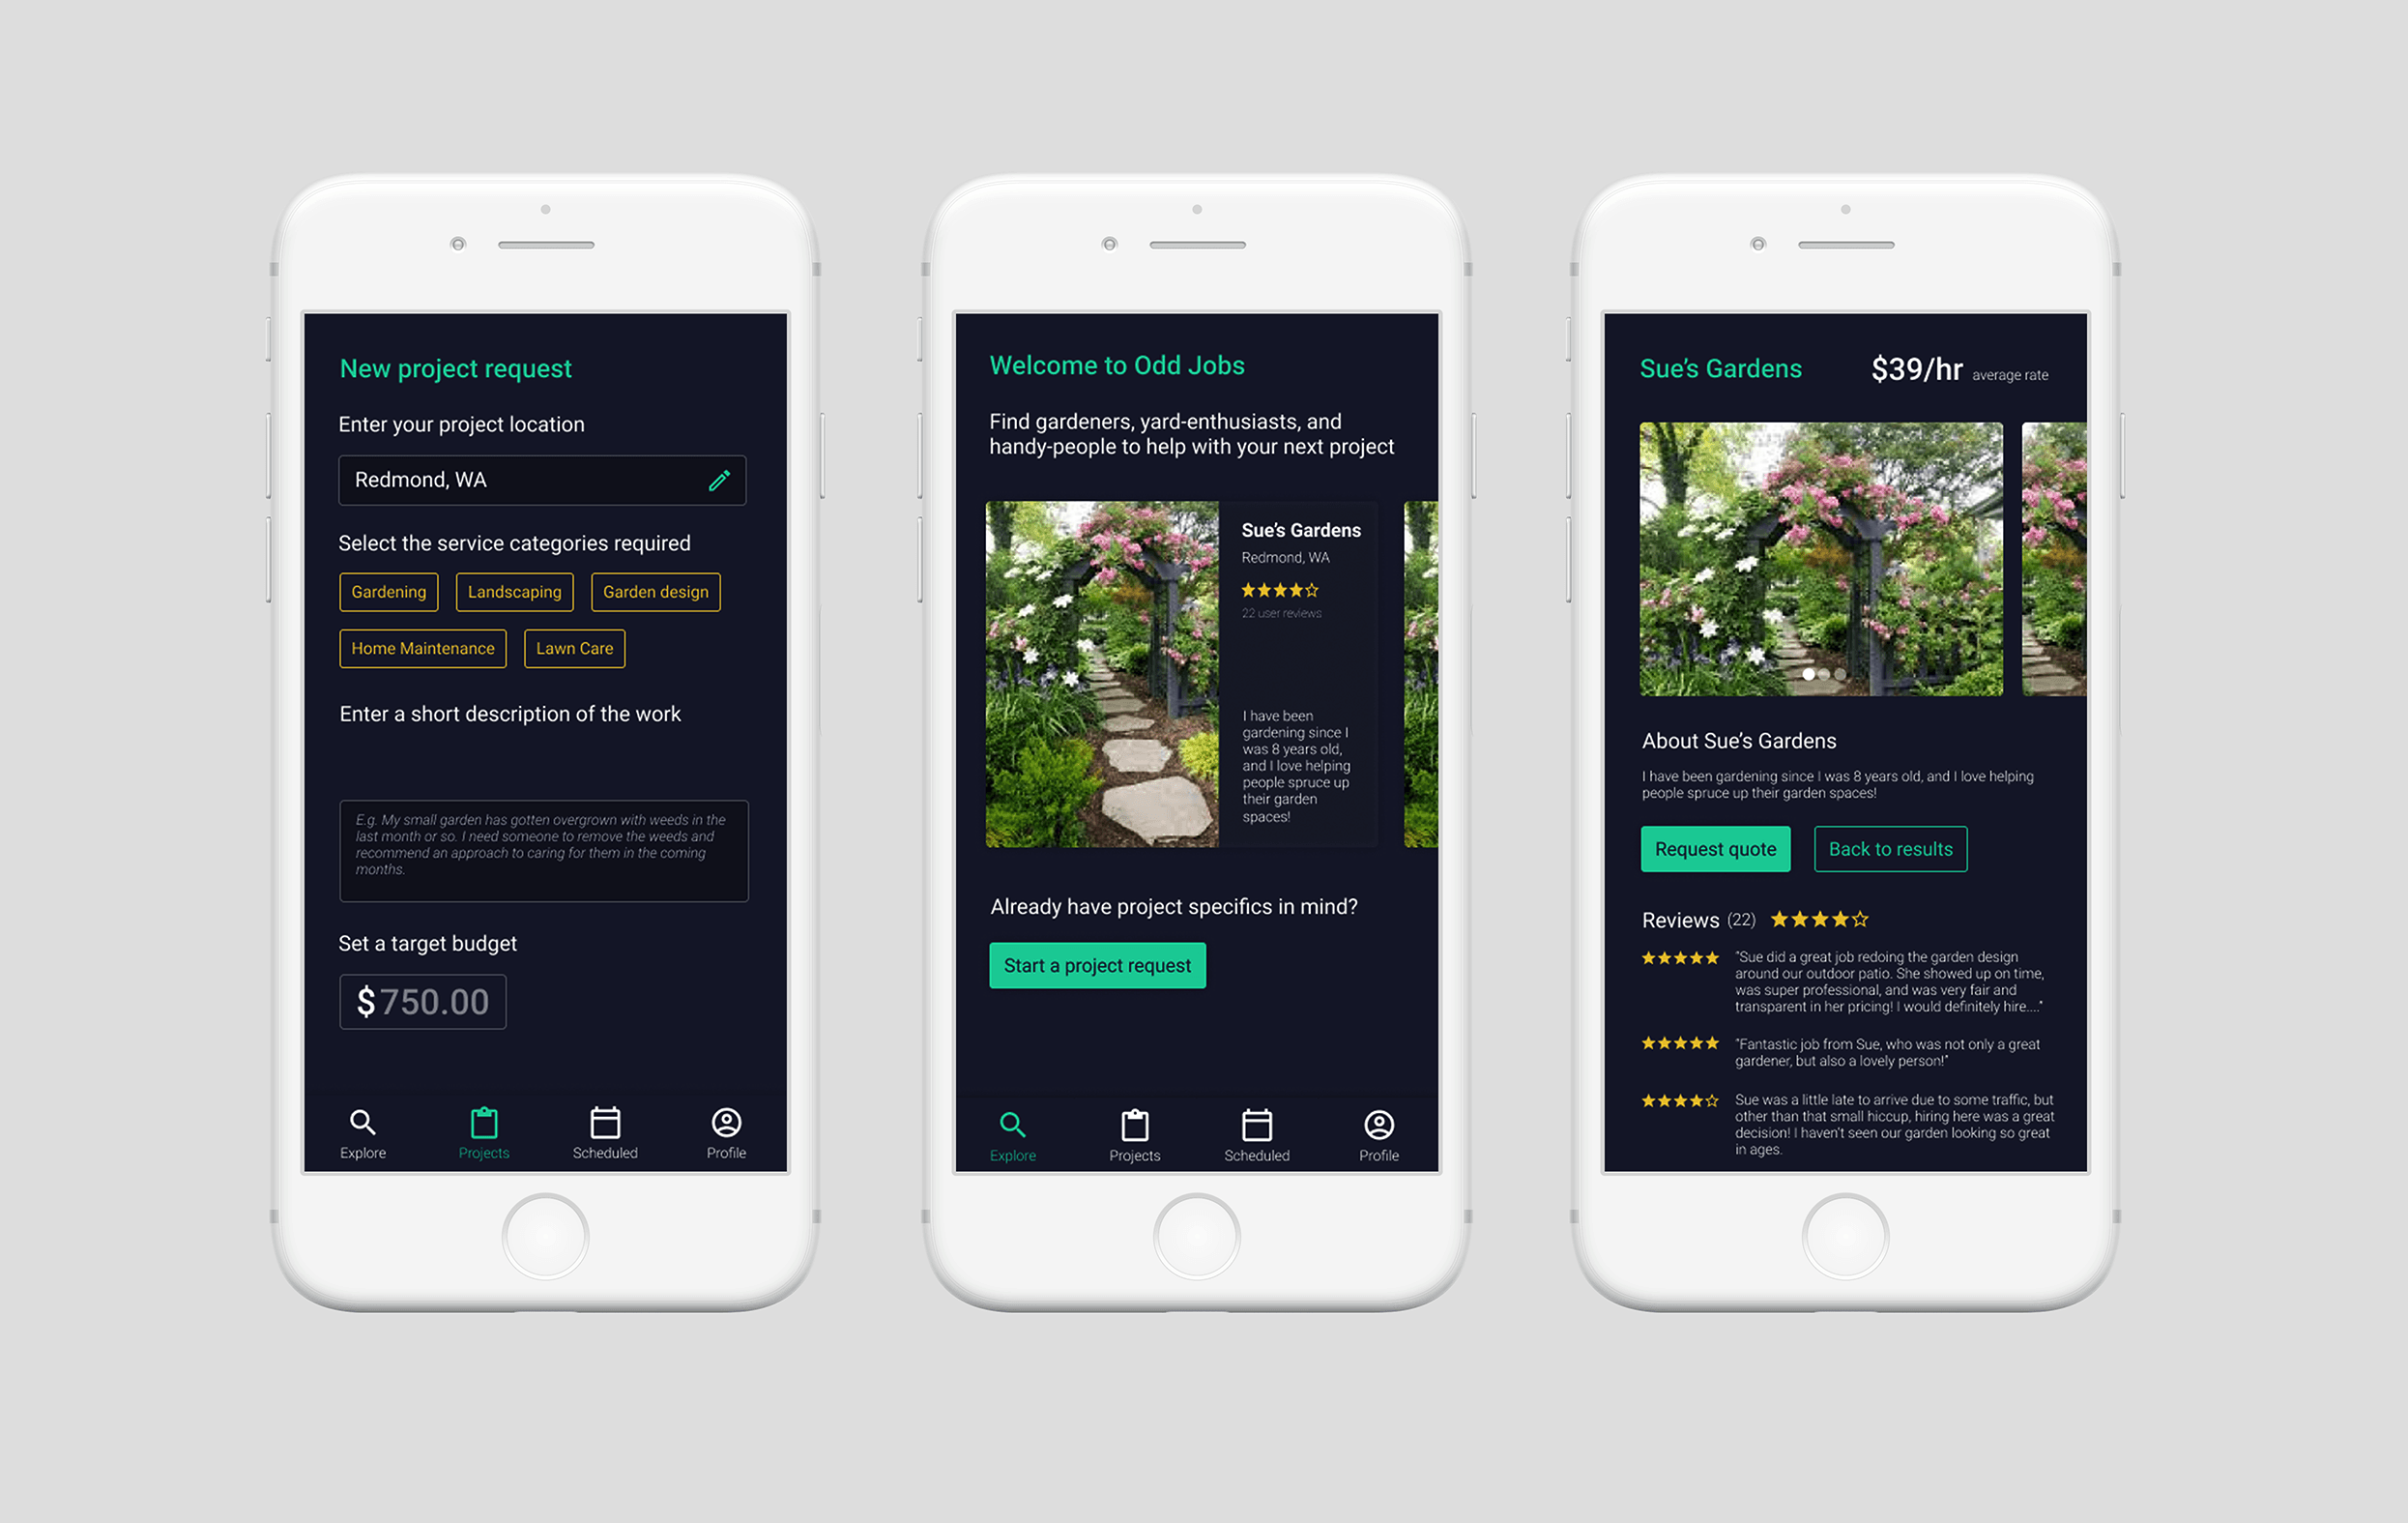 New project request
Enter your project location
Redmond, WA
Select the service categories required
Gardening
Landscaping
Garden design
Home Maintenance
Lawn Care
Enter a short description of the work
E.g. My small garden has gotten overgrown with weeds in the
last month or so. I need someone to remove the weeds and
recommend an approach to caring for them in the coming
months.
Set a target budget
$750.00
Explore
Projects
Scheduled
Profile
Welcome to Odd Jobs
Find gardeners, yard-enthusiasts, and
handy-people to help with your next project
Sue’s Gardens
Redmond, WA
22 user reviews
I have been
gardening since I
was 8 years old,
and I love helping
people spruce up
their garden
spaces!
Already have project specifics in mind?
Start a project request
Explore
Projects
Scheduled
Profile
Sue’s Gardens
$39/hr average rate
About Sue’s Gardens
I have been gardening since I was 8 years old, and I love helping
people spruce up their garden spaces!
Request quote
Back to results
Reviews (22)
"Sue did a great job redoing the garden design
around our outdoor patio. She showed up on time,
was super professional, and was very fair and
transparent in her pricing! I would definitely hire...."
"Fantastic job from Sue, who was not only a great
gardener, but also a lovely person!"
Sue was a little late to arrive due to some traffic, but
other than that small hiccup, hiring here was a great
decision! I haven't seen our garden looking so great
in ages.